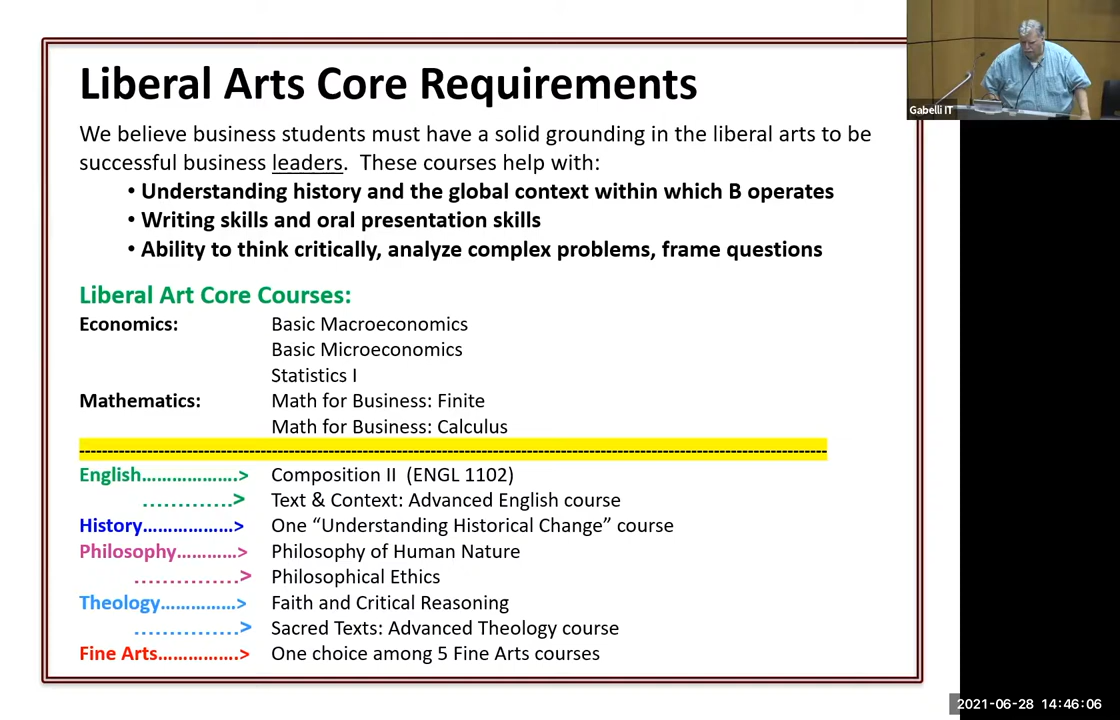 Liberal Arts Core Requirements
We believe business students must have a solid grounding in the liberal arts to be
successful business leaders. These courses help with:
• Understanding history and the global context within which B operates
• Writing skills and oral presentation skills
• Ability to think critically, analyze complex problems, frame questions
Liberal Art Core Courses:
Economics: Basic Macroeconomics
Basic Microeconomics
Statistics I
Mathematics: Math for Business: Finite
Math for Business: Calculus
English……………….> Composition II (ENGL 1102)
………….> Text & Context: Advanced English course
History………………> One “Understanding Historical Change” course
Philosophy…………> Philosophy of Human Nature
……………> Philosophical Ethics
Theology……………> Faith and Critical Reasoning
……………> Sacred Texts: Advanced Theology course
Fine Arts…………….> One choice among 5 Fine Arts courses
Gabelli IT
2021-06-28 14:46:06